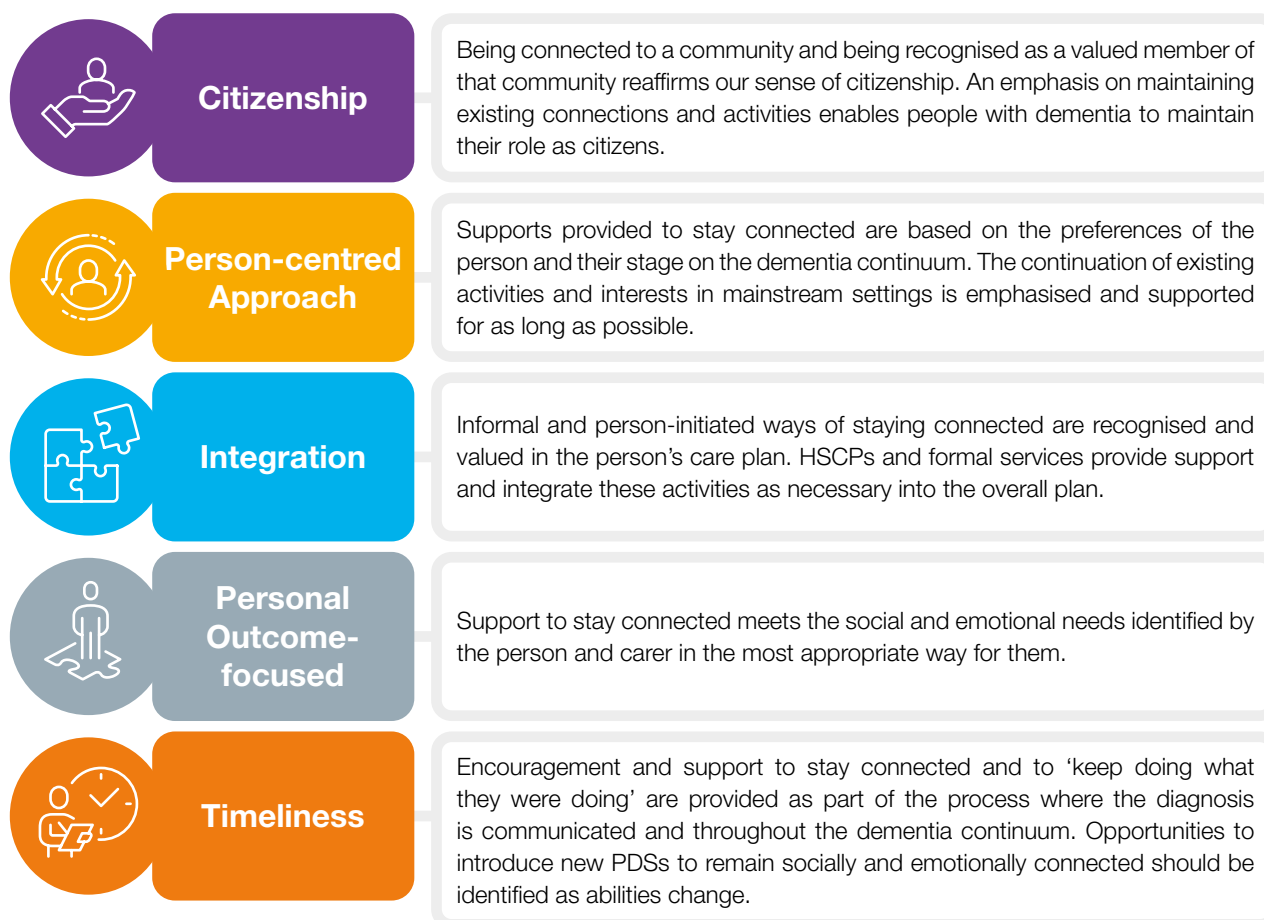 Citizenship
Being connected to a community and being recognised as a valued member of
that community reaffirms our sense of citizenship. An emphasis on maintaining
existing connections and activities enables people with dementia to maintain
their role as citizens.
Person-centred
Approach
Supports provided to stay connected are based on the preferences of the
person and their stage on the dementia continuum. The continuation of existing
activities and interests in mainstream settings is emphasised and supported
for as long as possible.
Integration
Informal and person-initiated ways of staying connected are recognised and
valued in the person’s care plan. HSCPs and formal services provide support
and integrate these activities as necessary into the overall plan.
Personal
Outcome-
focused
Support to stay connected meets the social and emotional needs identified by
the person and carer in the most appropriate way for them.
Timeliness
Encouragement and support to stay connected and to ‘keep doing what
they were doing’ are provided as part of the process where the diagnosis
is communicated and throughout the dementia continuum. Opportunities to
introduce new PDSs to remain socially and emotionally connected should be
identified as abilities change.